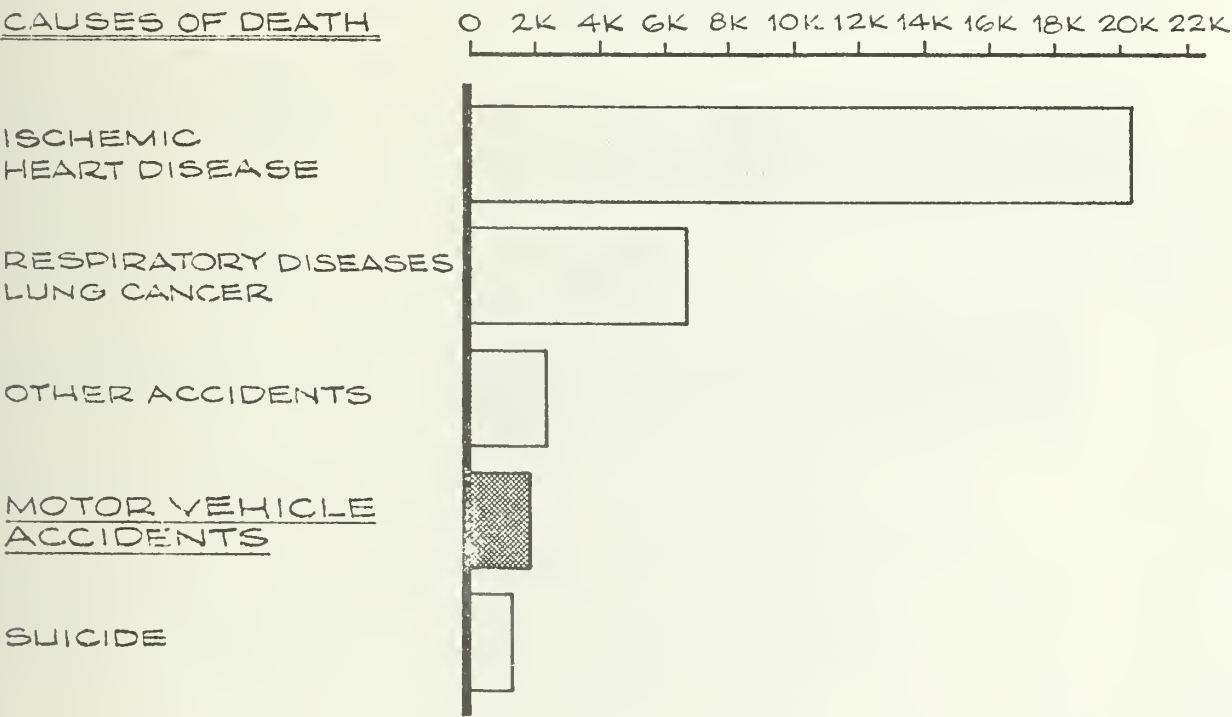 CAUSES OF DEATH
0 2K 4K 6K 8K 10K 12K 14K 16K 18K 20K 22K
ISCHEMIC
HEART DISEASE
RESPIRATORY DISEASES
LUNG CANCER
OTHER ACCIDENTS
MOTOR VEHICLE
ACCIDENTS
SUICIDE